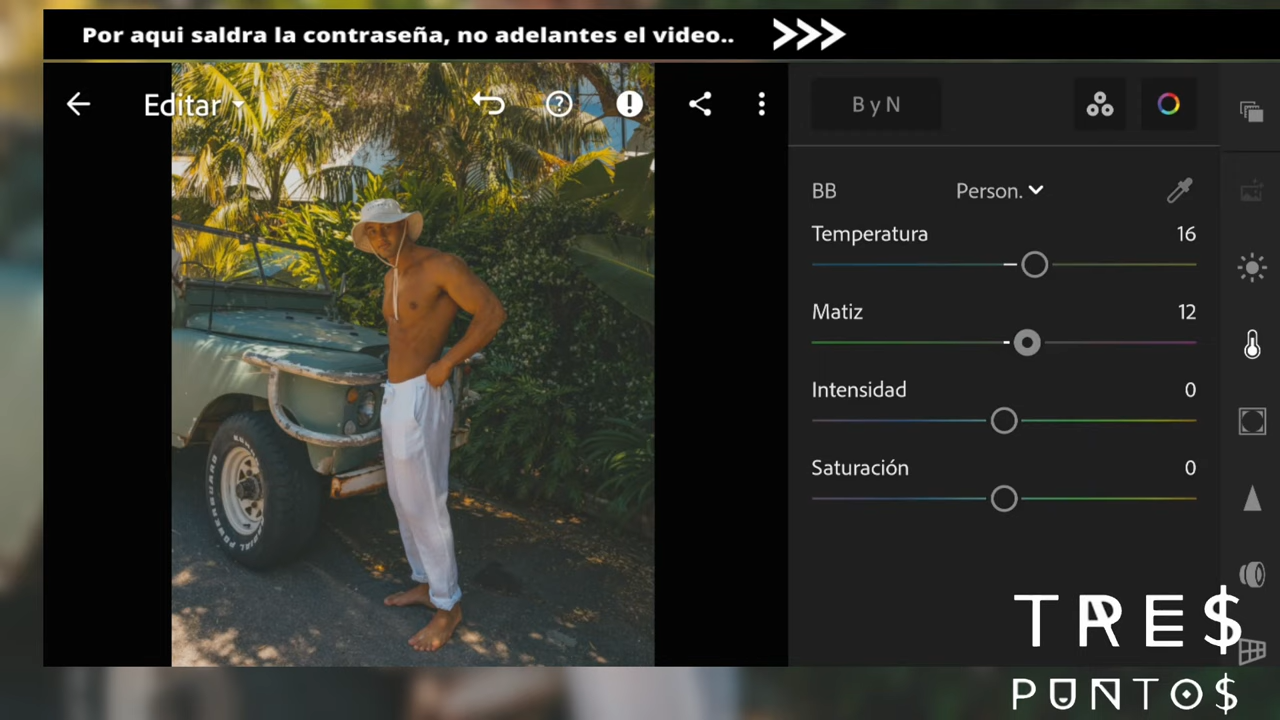 Por aqui saldra la contraseña, no adelantes el video..
Editar
B y N
BB Person.
Temperatura 16
Matiz 12
Intensidad 0
Saturación 0
TRE$
PUNTO$